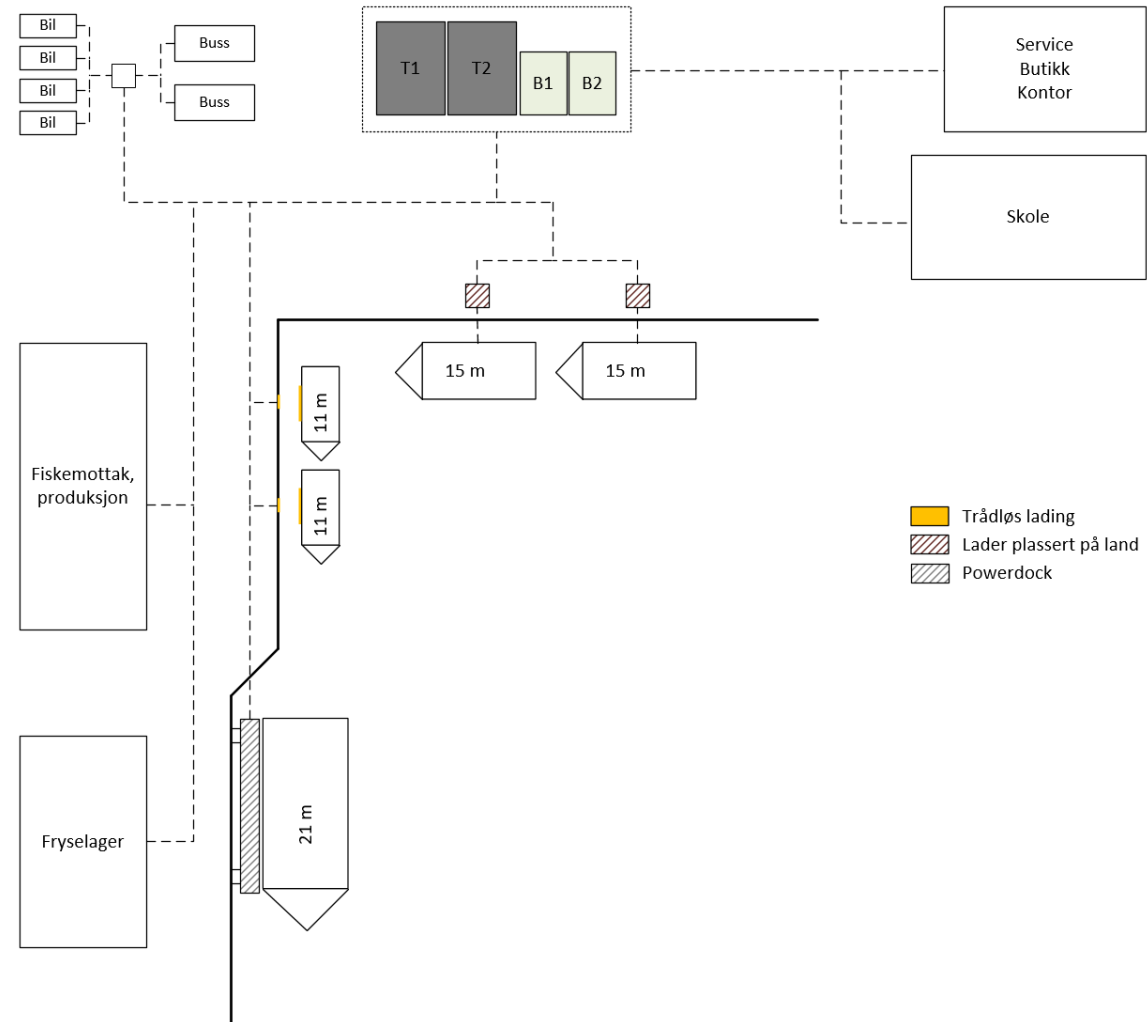 Bil
Bil
Bil
Bil
Buss
Buss
T1
T2
B1
B2
Service
Butikk
Kontor
Skole
15 m
15 m
11 m
11 m
Fiskemottak,
produksjon
Trådløs lading
Lader plassert på land
Powerdock
Fryselager
21 m